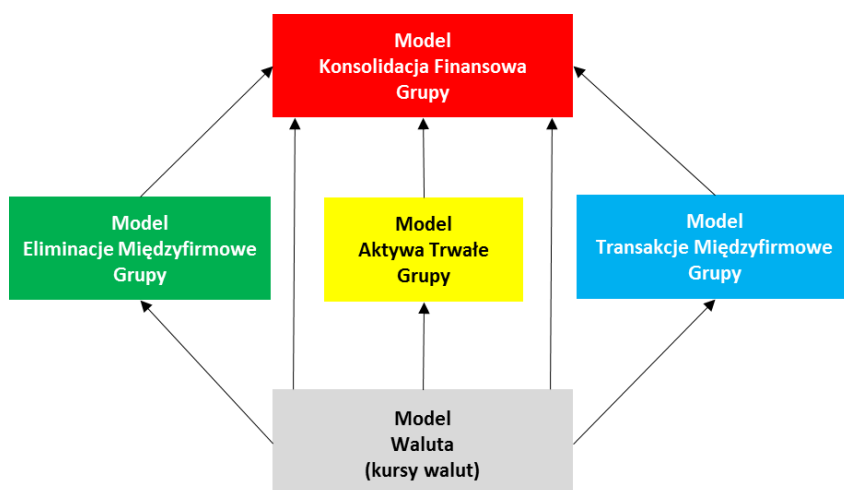 Model
Konsolidacja Finansowa
Grupy
Model
Eliminacje Międzyfirmowe
Grupy
Model
Aktywa Trwałe
Grupy
Model
Transakcje Międzyfirmowe
Grupy
Model
Waluta
(kursy walut)